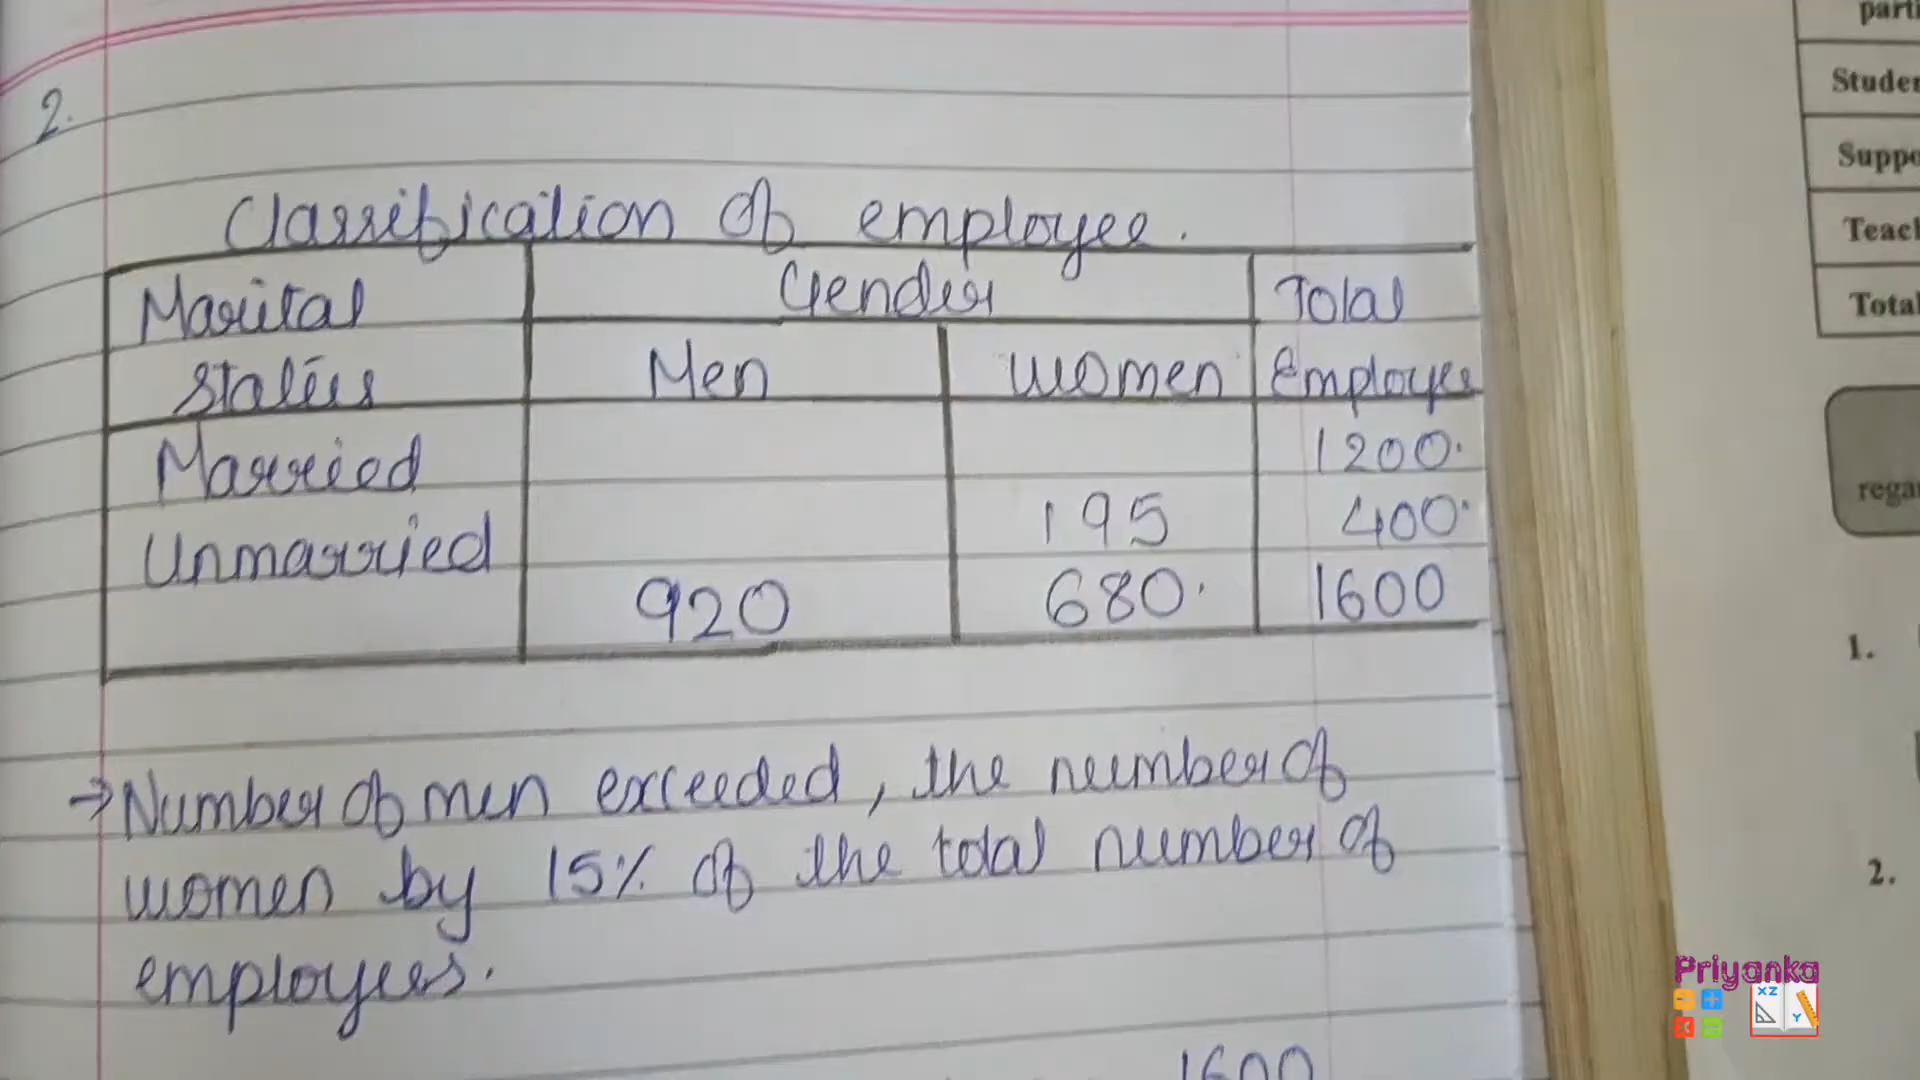 parti
Studen
Suppo
Teach
Total
rega
1.
2.
2.
Classification of employee.
Marital Status
Gender
Total Employee
Men
Women
Married 1200.
Unmarried 195 400.
920 680. 1600
→ Number of men exceeded, the number of
women by 15% of the total number of
employees.
1600
Priyanka
XZ
Y